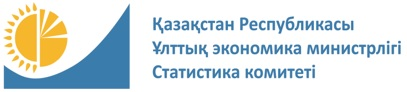 Қазақстан Республикасы
Ұлттық экономика министрлігі
Статистика комитеті